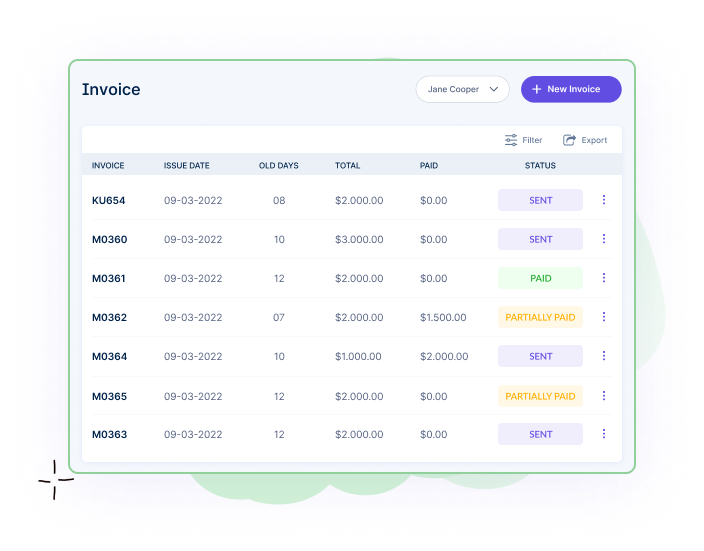 Invoice Jane Cooper New Invoice
Filter Export
INVOICE ISSUE DATE OLD DAYS TOTAL PAID STATUS
KU654 09-03-2022 08 $2.000.00 $0.00 SENT
M0360 09-03-2022 10 $3.000.00 $0.00 SENT
M0361 09-03-2022 12 $2.000.00 $0.00 PAID
M0362 09-03-2022 07 $2.000.00 $1.500.00 PARTIALLY PAID
M0364 09-03-2022 10 $1.000.00 $2.000.00 SENT
M0365 09-03-2022 12 $2.000.00 $0.00 PARTIALLY PAID
M0363 09-03-2022 12 $2.000.00 $0.00 SENT